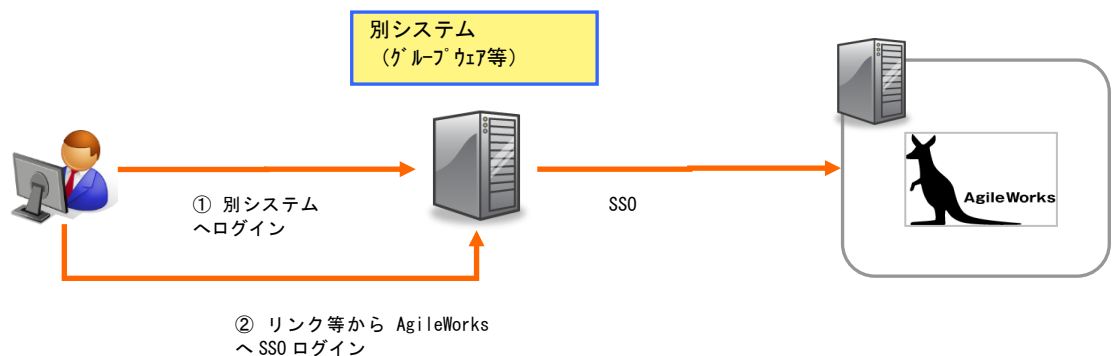 別システム
（ｸﾞﾙｰﾌﾟｳｪｱ等）
AgileWorks
① 別システム
へログイン
SSO
② リンク等から AgileWorks
へ SSO ログイン